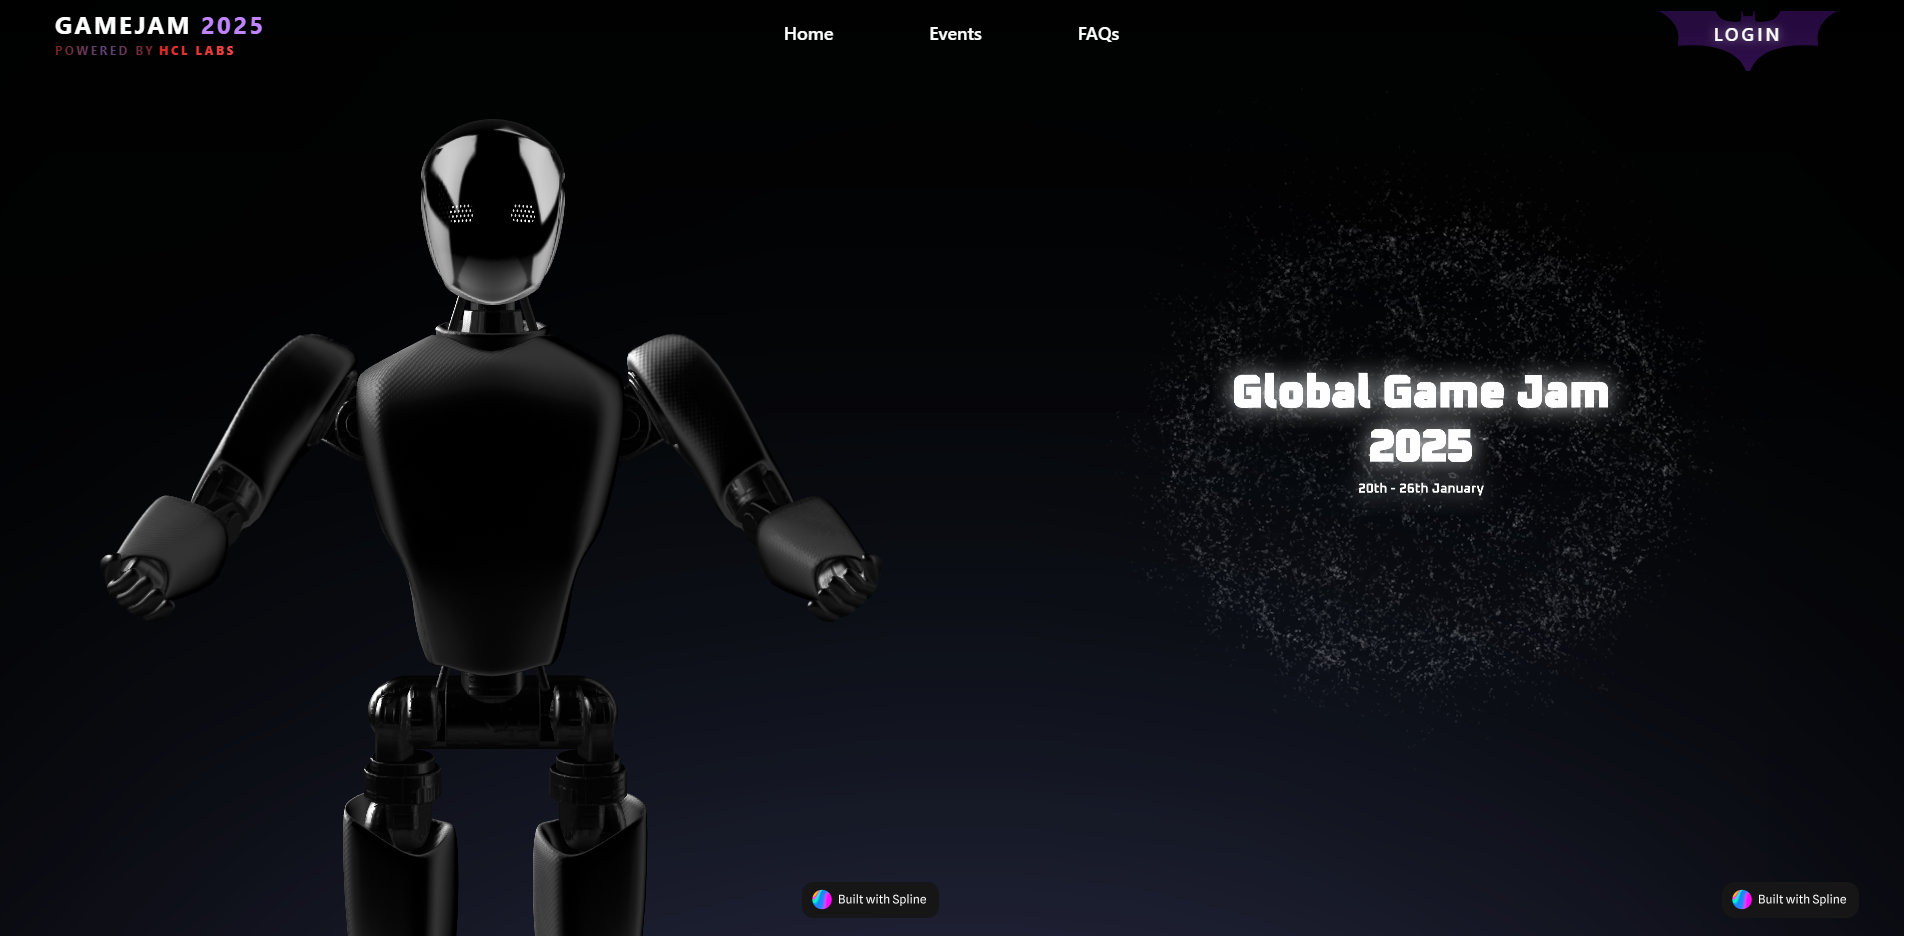 GAMEJAM 2025
POWERED BY HCL LABS
Home
Events
FAQs
LOGIN
Global Game Jam
2025
20th - 26th January
Built with Spline
Built with Spline